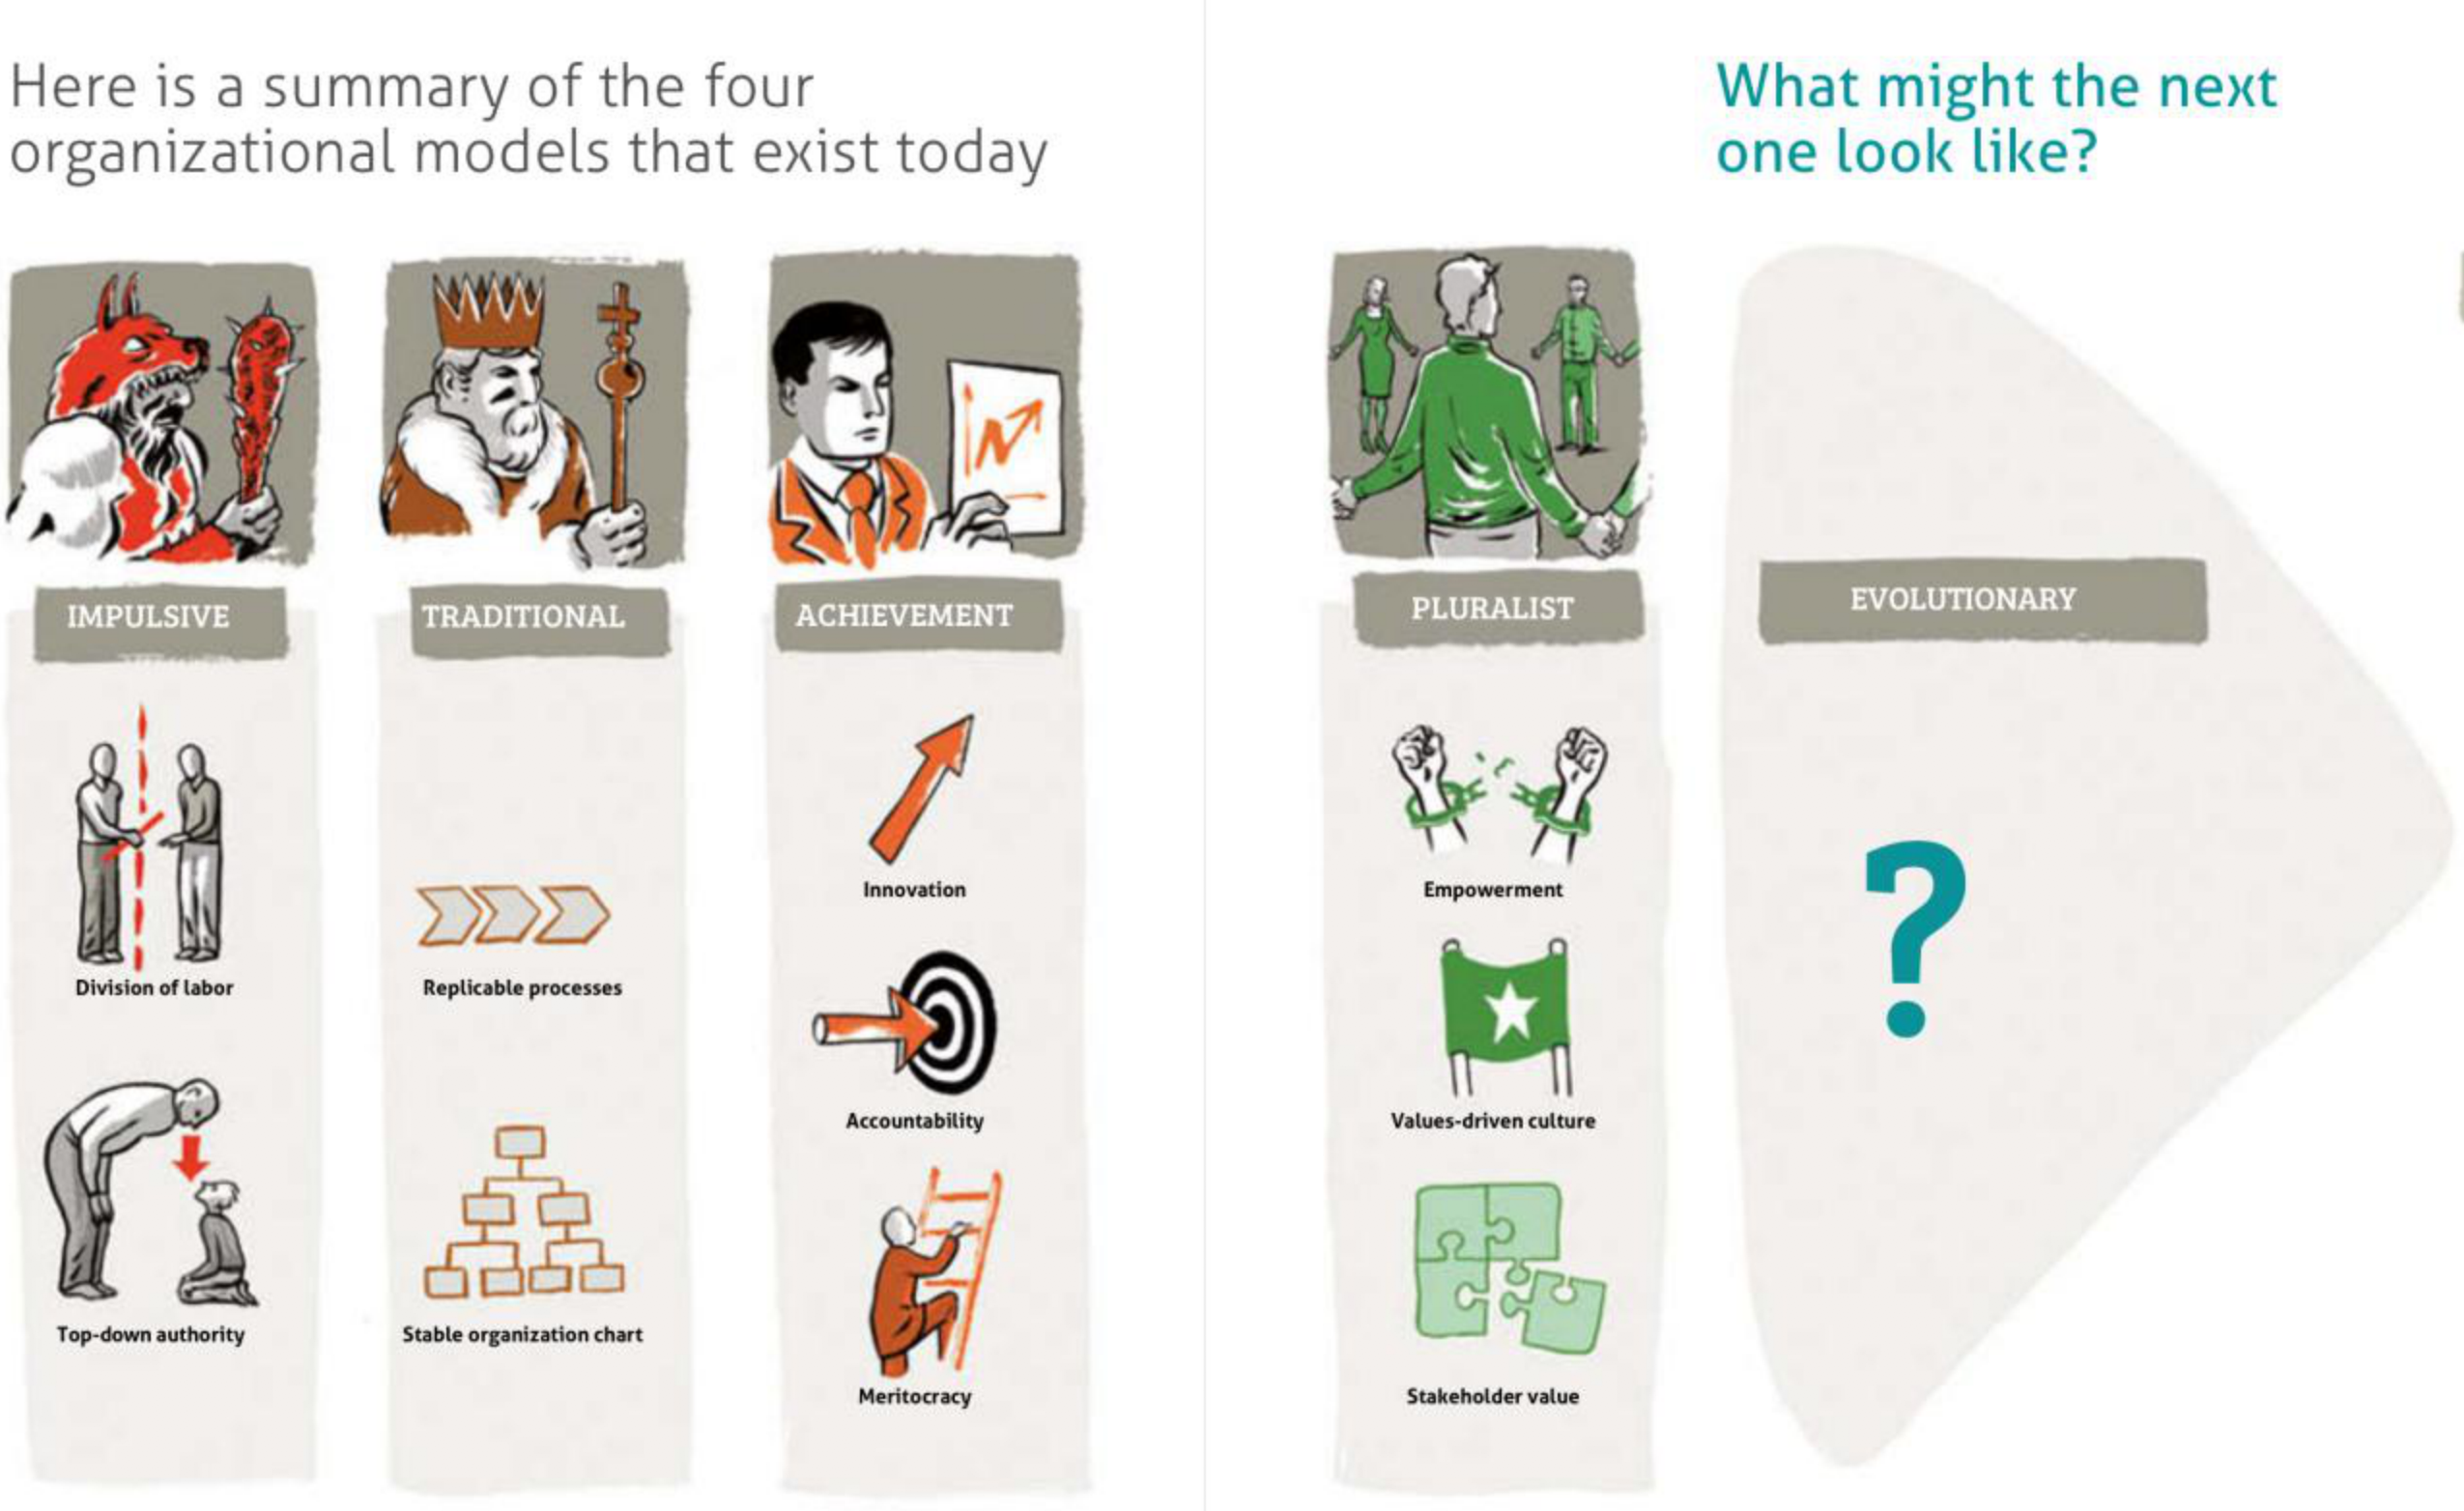 Here is a summary of the four
organizational models that exist today
What might the next
one look like?
IMPULSIVE
TRADITIONAL
ACHIEVEMENT
PLURALIST
EVOLUTIONARY
Division of labor
Top-down authority
Replicable processes
Stable organization chart
Innovation
Accountability
Meritocracy
Empowerment
Values-driven culture
Stakeholder value
?